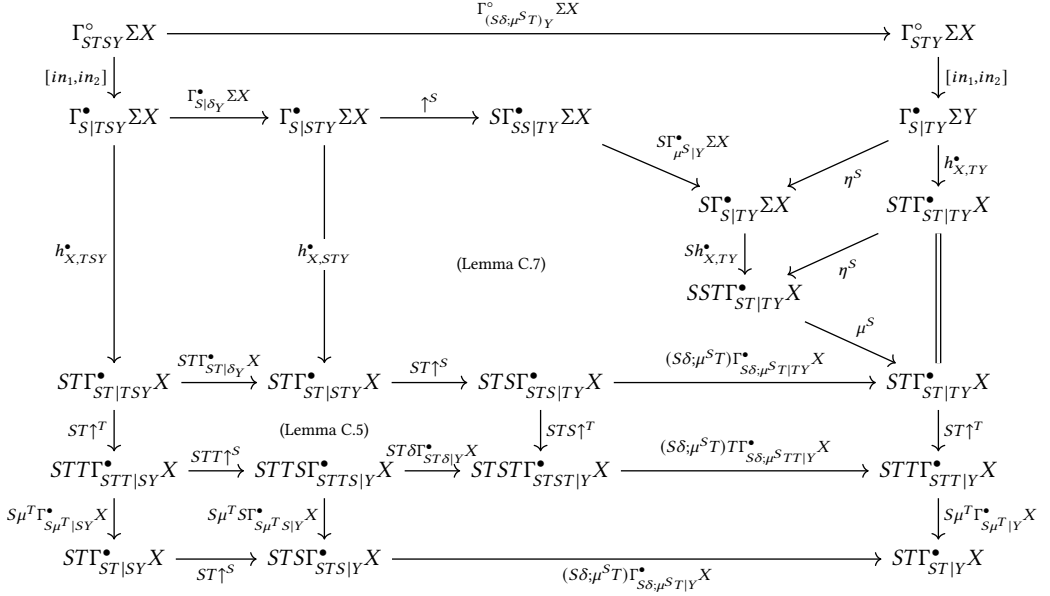 Γ°_{(Sδ;μ^S T)_Y} ΣX
Γ°_{STSY} ΣX Γ°_{STY} ΣX
[in₁,in₂] [in₁,in₂]
Γ•_{S|δ_Y} ΣX ↑^S
Γ•_{S|TSY} ΣX Γ•_{S|STY} ΣX SΓ•_{SS|TY} ΣX Γ•_{S|TY} ΣY
SΓ•_{μ^S|Y} ΣX η^S h•_{X,TY}
SΓ•_{S|TY} ΣX STΓ•_{ST|TY} X
h•_{X,TSY} h•_{X,STY} (Lemma C.7) Sh•_{X,TY} η^S
SSTΓ•_{ST|TY} X
μ^S
STΓ•_{ST|δ_Y} X ST↑^S (Sδ;μ^S T)Γ•_{Sδ;μ^S T|TY} X
STΓ•_{ST|TSY} X STΓ•_{ST|STY} X STSΓ•_{STS|TY} X STΓ•_{ST|TY} X
ST↑^T (Lemma C.5) STS↑^T ST↑^T
STT↑^S STδΓ•_{STδ|Y} X (Sδ;μ^S T)TΓ•_{Sδ;μ^S TT|Y} X
STTΓ•_{STT|SY} X STTSΓ•_{STTS|Y} X STSTΓ•_{STST|Y} X STTΓ•_{STT|Y} X
Sμ^T Γ•_{Sμ^T|SY} X Sμ^T SΓ•_{Sμ^T S|Y} X Sμ^T Γ•_{Sμ^T|Y} X
STΓ•_{ST|SY} X STSΓ•_{STS|Y} X STΓ•_{ST|Y} X
ST↑^S (Sδ;μ^S T)Γ•_{Sδ;μ^S T|Y} X